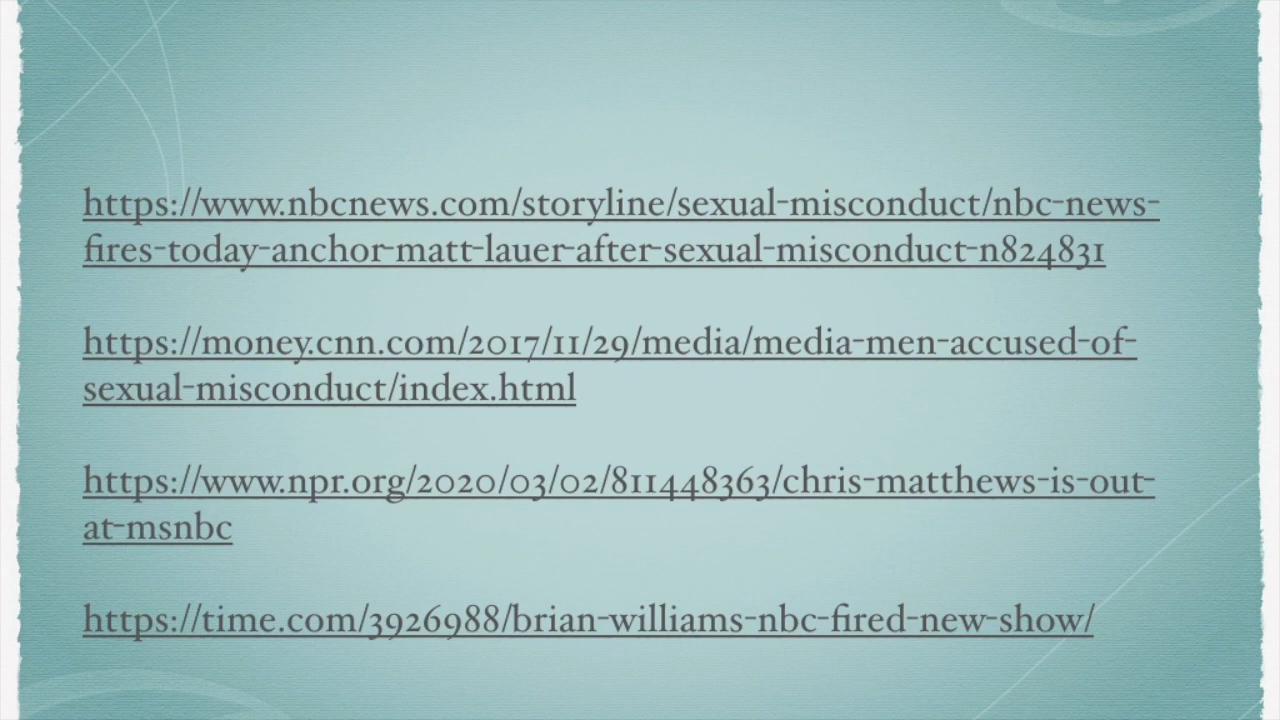 https://www.nbcnews.com/storyline/sexual-misconduct/nbc-news-
fires-today-anchor-matt-lauer-after-sexual-misconduct-n824831
https://money.cnn.com/2017/11/29/media/media-men-accused-of-
sexual-misconduct/index.html
https://www.npr.org/2020/03/02/811448363/chris-matthews-is-out-
at-msnbc
https://time.com/3926988/brian-williams-nbc-fired-new-show/